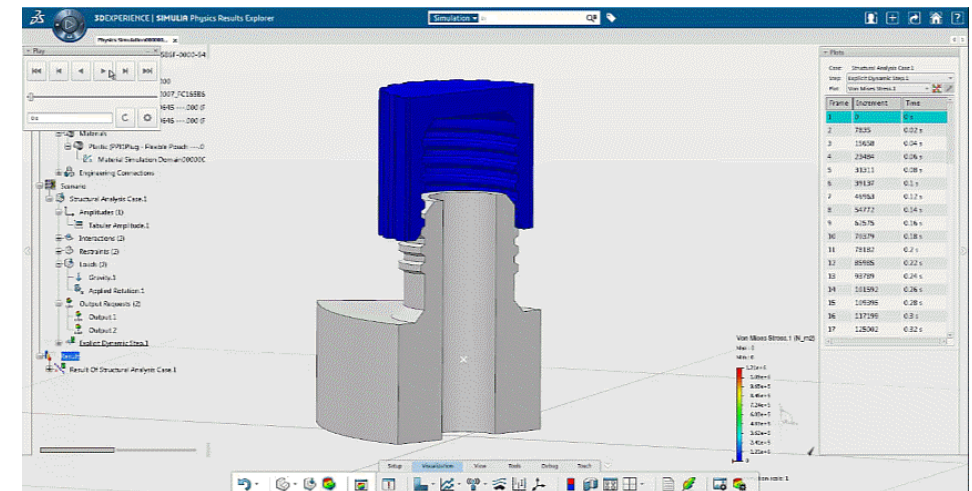 3DEXPERIENCE | SIMULIA Physics Results Explorer
Simulation
Play
0 s
Materials
Material Simulation Domain
Engineering Connections
Scenario
Structural Analysis Case.1
Amplitudes (1)
Tabular Amplitude.1
Interactions (2)
Restraints (2)
Loads (2)
Gravity.1
Applied Rotation.1
Output Requests (2)
Output.1
Output.2
Explicit Dynamic Step.1
Result
Result Of Structural Analysis Case.1
Plots
Case: Structural Analysis Case.1
Step: Explicit Dynamic Step.1
Plot: Von Mises Stress.1
Frame Increment Time
1 0 0 s
2 7835 0.02 s
3 0.04 s
4 23484 0.06 s
5 31311 0.08 s
6 39137 0.1 s
7 0.12 s
8 54772 0.14 s
9 62575 0.16 s
10 70379 0.18 s
11 78182 0.2 s
12 85985 0.22 s
13 93789 0.24 s
14 101592 0.26 s
15 109395 0.28 s
16 117199 0.3 s
17 125002 0.32 s
Von Mises Stress.1 (N_m2)
Setup Visualization View Tools Debug Touch